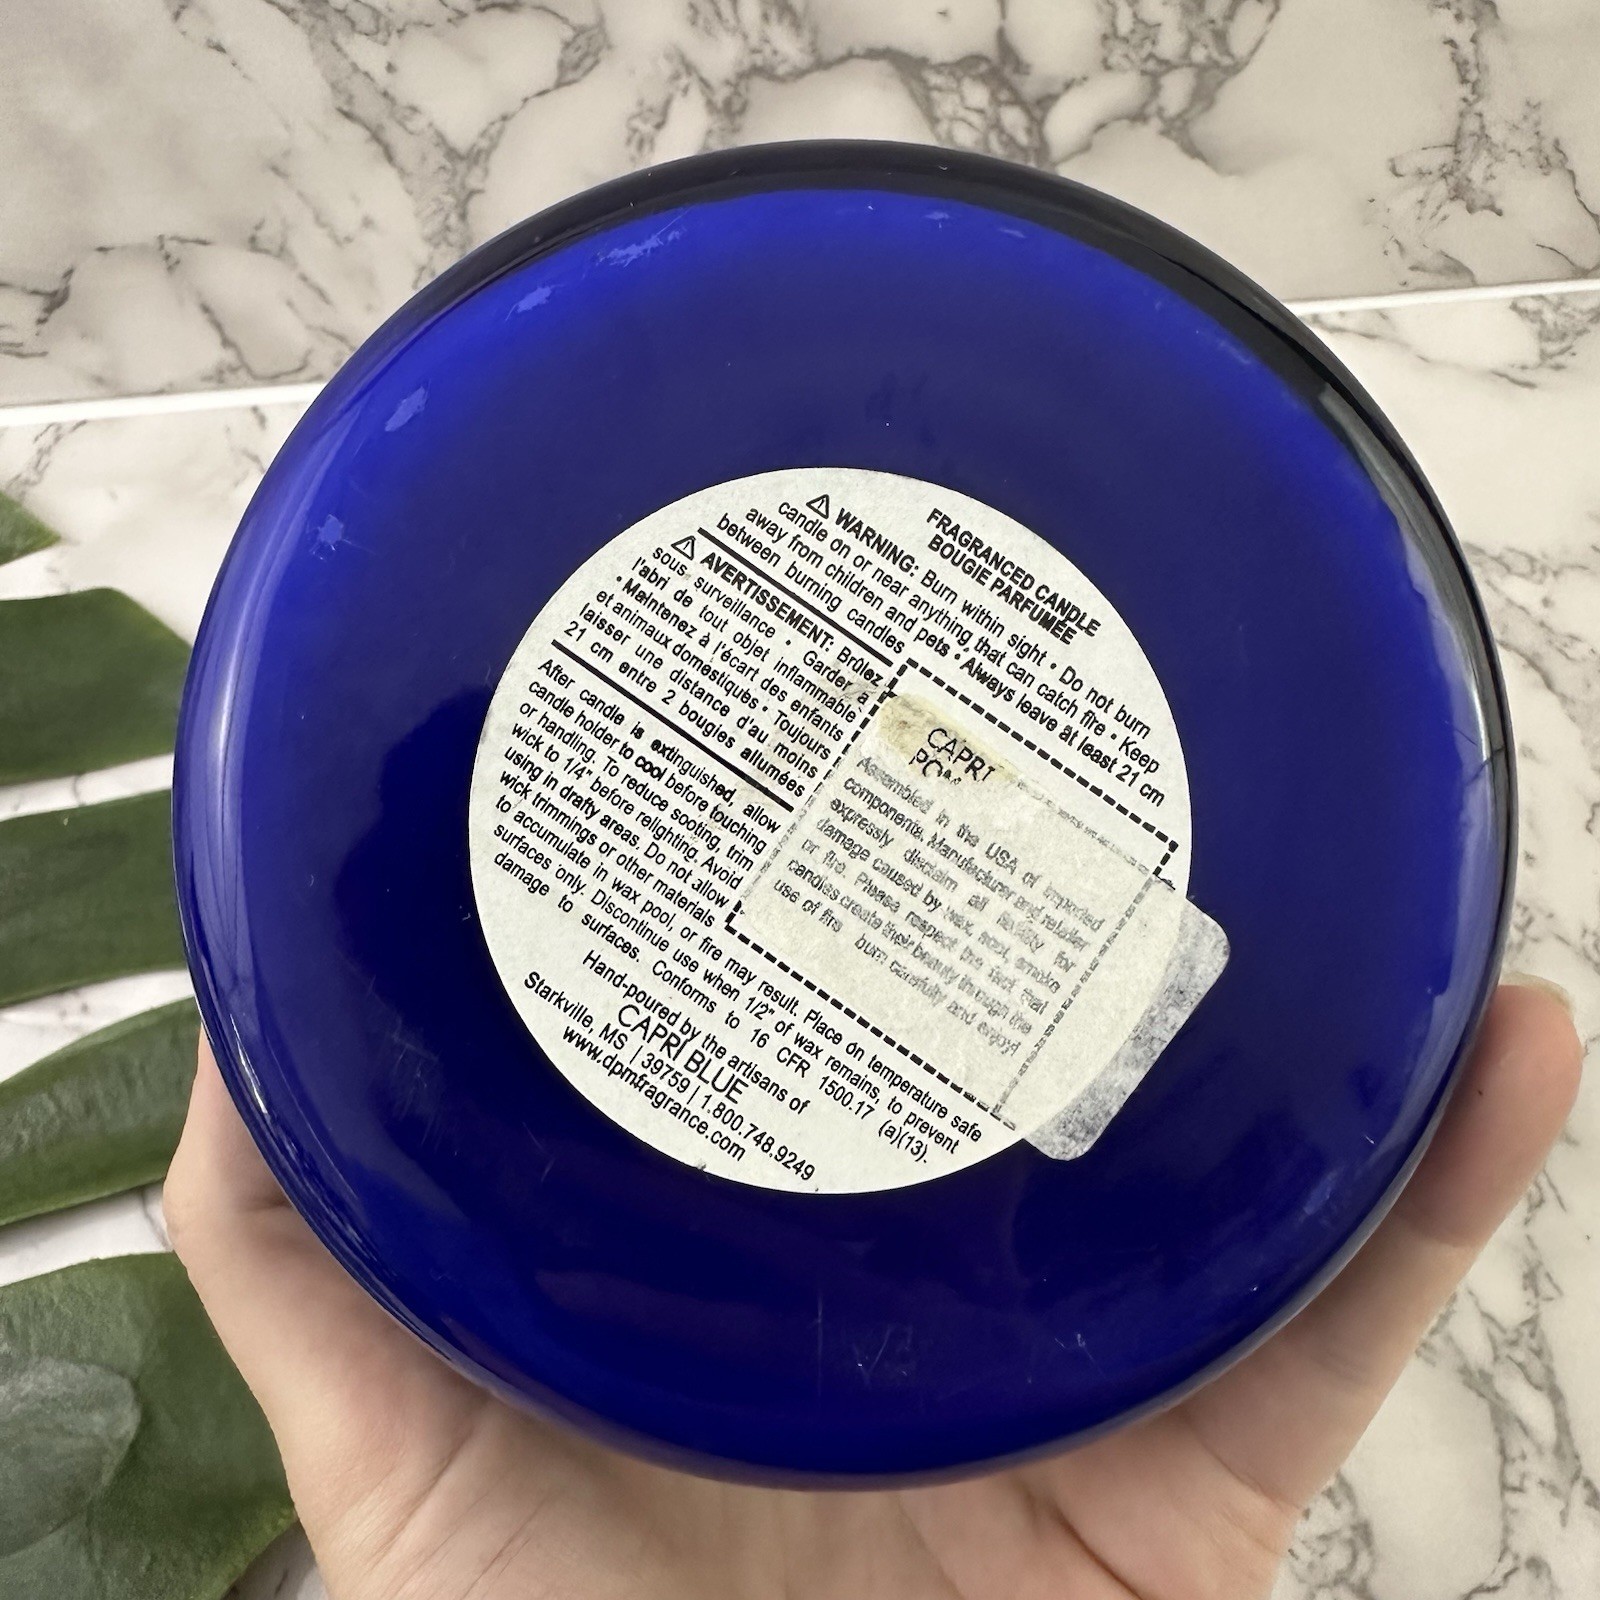 FRAGRANCED CANDLE
BOUGIE PARFUMÉE
⚠ WARNING: Burn within sight • Do not burn
candle on or near anything that can catch fire • Keep
away from children and pets • Always leave at least 21 cm
between burning candles
⚠ AVERTISSEMENT: Brûlez
sous surveillance • Garder à
l'abri de tout objet inflammable
• Maintenez à l'écart des enfants
et animaux domestiques • Toujours
laisser une distance d'au moins
21 cm entre 2 bougies allumées
After candle is extinguished, allow
candle holder to cool before touching
or handling. To reduce sooting, trim
wick to 1/4" before relighting. Avoid
using in drafty areas. Do not allow
wick trimmings or other materials
to accumulate in wax pool, or fire may result. Place on temperature safe
surfaces only. Discontinue use when 1/2" of wax remains, to prevent
damage to surfaces. Conforms to 16 CFR 1500.17 (a)(13).
CAPRI
Assembled in the USA of imported
components. Manufacturer and retailer
expressly disclaim all liability for
damage caused by wax, soot, smoke
or fire. Please respect the fact that
candles create their beauty through the
use of fire burn carefully and enjoy!
Hand-poured by the artisans of
CAPRI BLUE
Starkville, MS | 39759 | 1.800.748.9249
www.dpmfragrance.com